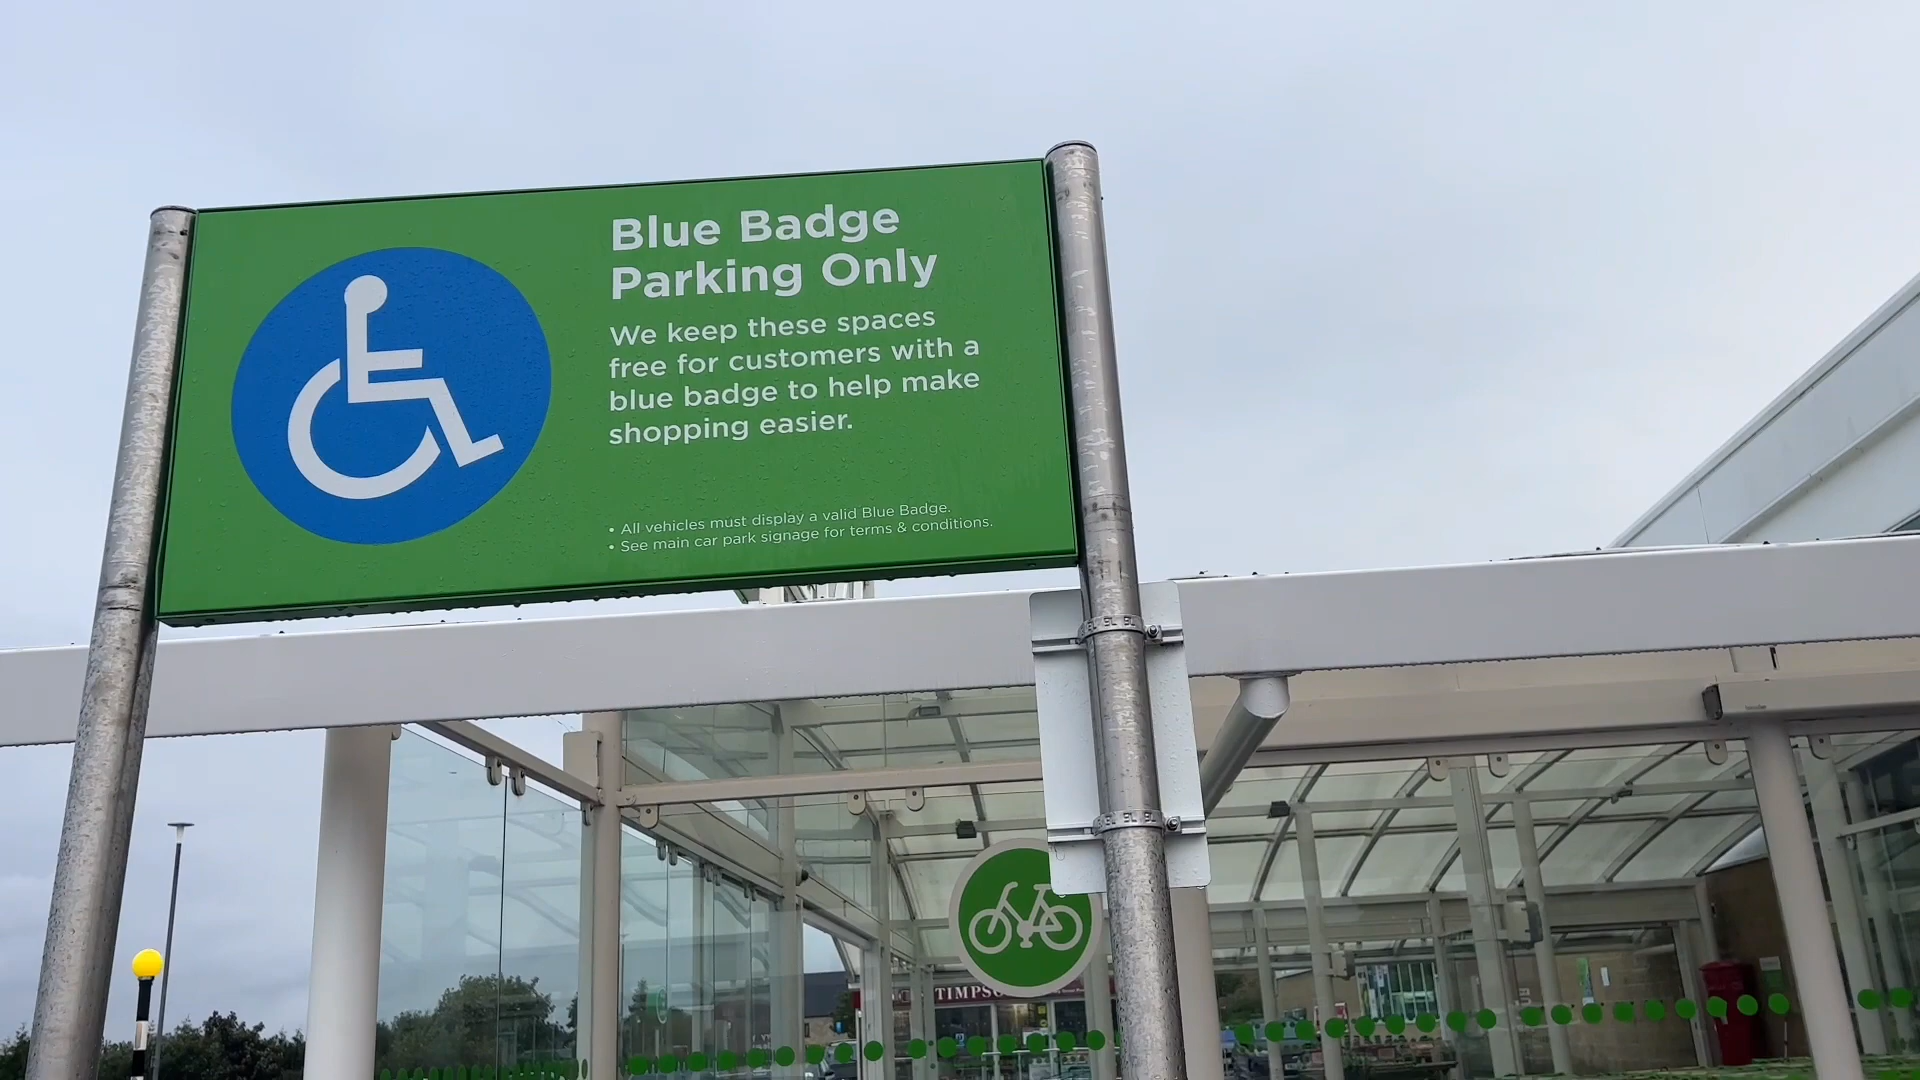 Blue Badge
Parking Only
We keep these spaces
free for customers with a
blue badge to help make
shopping easier.
• All vehicles must display a valid Blue Badge.
• See main car park signage for terms & conditions.
TIMPSO